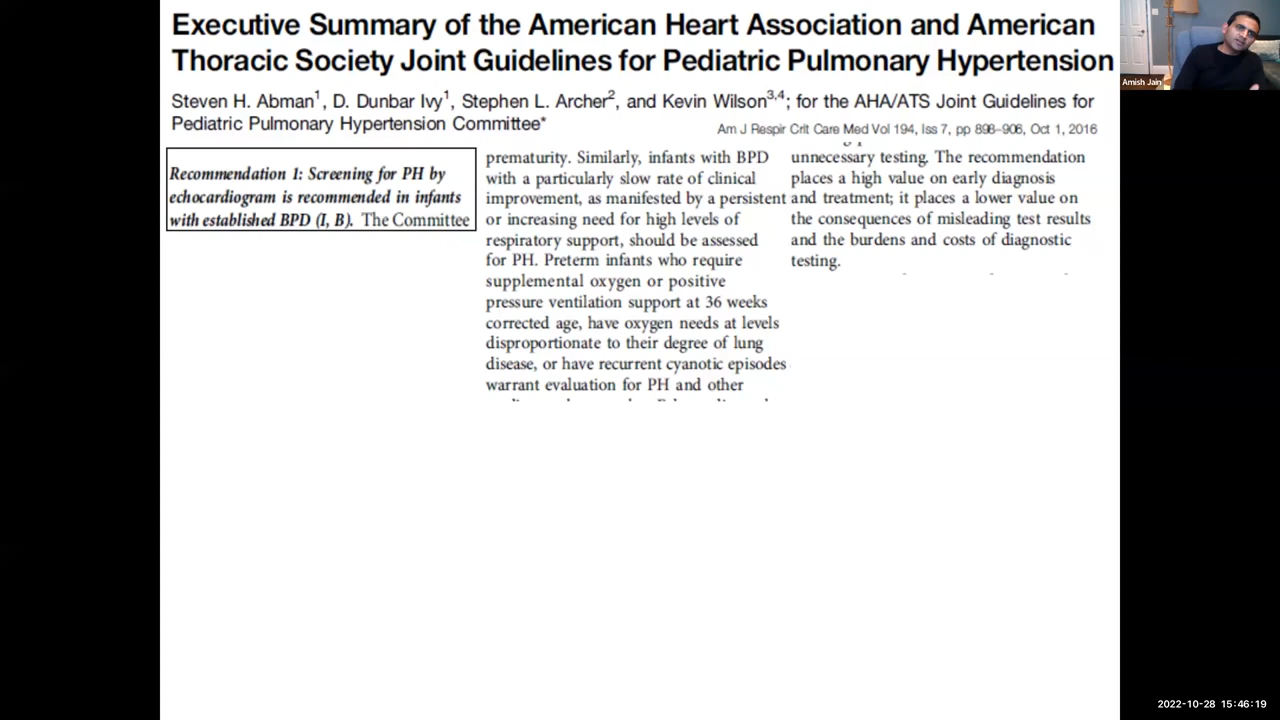 Executive Summary of the American Heart Association and American
Thoracic Society Joint Guidelines for Pediatric Pulmonary Hypertension
Steven H. Abman1, D. Dunbar Ivy1, Stephen L. Archer2, and Kevin Wilson3,4; for the AHA/ATS Joint Guidelines for
Pediatric Pulmonary Hypertension Committee*
Am J Respir Crit Care Med Vol 194, Iss 7, pp 898–906, Oct 1, 2016
Recommendation 1: Screening for PH by
echocardiogram is recommended in infants
with established BPD (I, B). The Committee
prematurity. Similarly, infants with BPD
with a particularly slow rate of clinical
improvement, as manifested by a persistent
or increasing need for high levels of
respiratory support, should be assessed
for PH. Preterm infants who require
supplemental oxygen or positive
pressure ventilation support at 36 weeks
corrected age, have oxygen needs at levels
disproportionate to their degree of lung
disease, or have recurrent cyanotic episodes
warrant evaluation for PH and other
unnecessary testing. The recommendation
places a high value on early diagnosis
and treatment; it places a lower value on
the consequences of misleading test results
and the burdens and costs of diagnostic
testing.
Amish Jain
2022-10-28 15:46:19